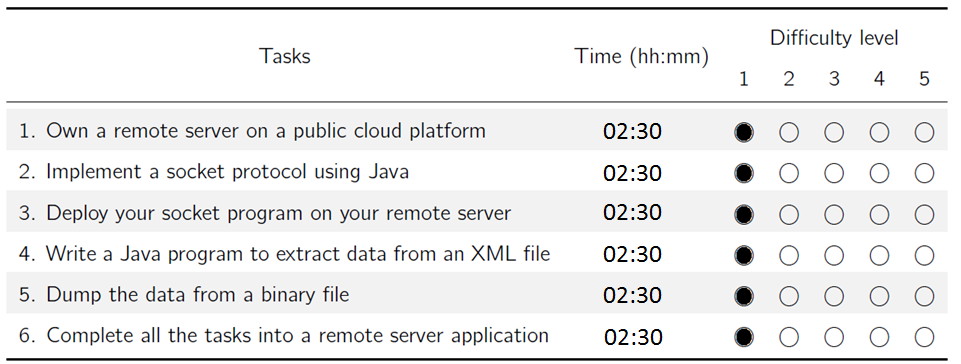 Difficulty level
Tasks Time (hh:mm)
1 2 3 4 5
1. Own a remote server on a public cloud platform 02:30
2. Implement a socket protocol using Java 02:30
3. Deploy your socket program on your remote server 02:30
4. Write a Java program to extract data from an XML file 02:30
5. Dump the data from a binary file 02:30
6. Complete all the tasks into a remote server application 02:30